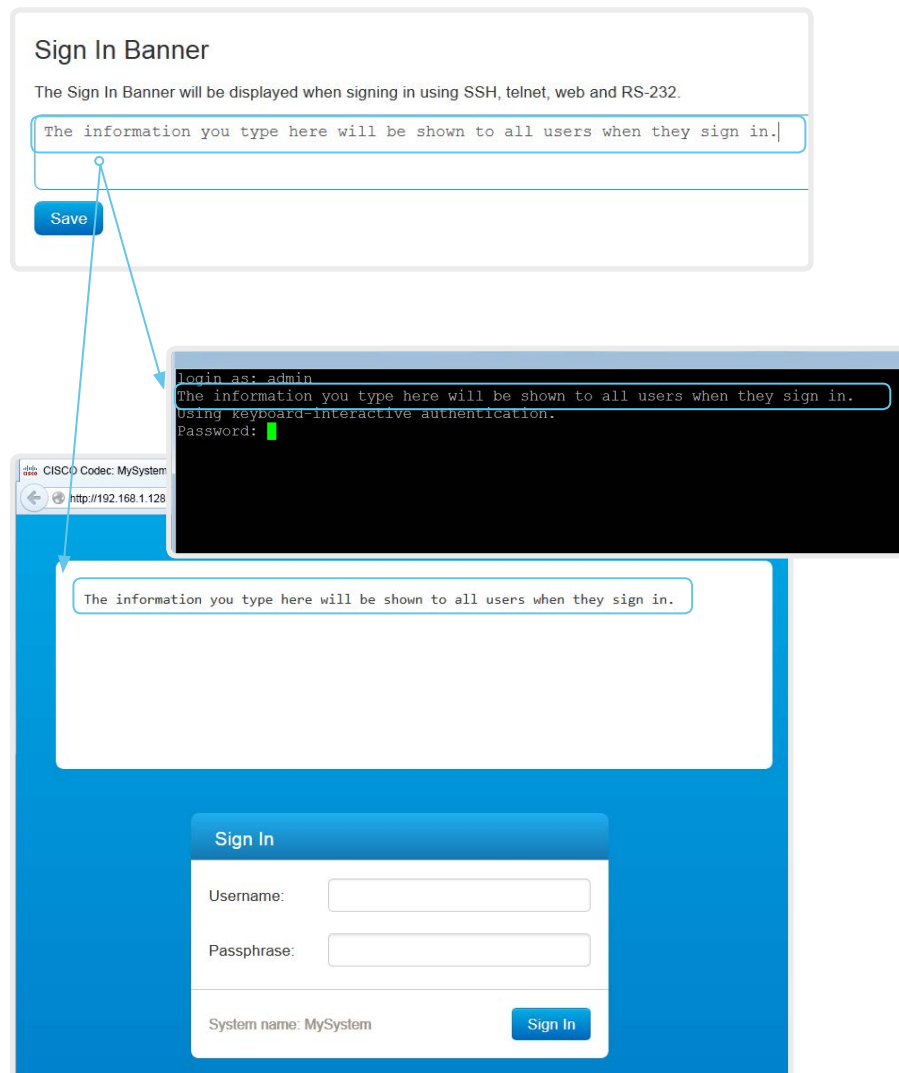 Sign In Banner
The Sign In Banner will be displayed when signing in using SSH, telnet, web and RS-232.
The information you type here will be shown to all users when they sign in.
Save
login as: admin
The information you type here will be shown to all users when they sign in.
Using keyboard-interactive authentication.
Password:
CISCO Codec: MySystem
http://192.168.1.128
The information you type here will be shown to all users when they sign in.
Sign In
Username:
Passphrase:
System name: MySystem
Sign In